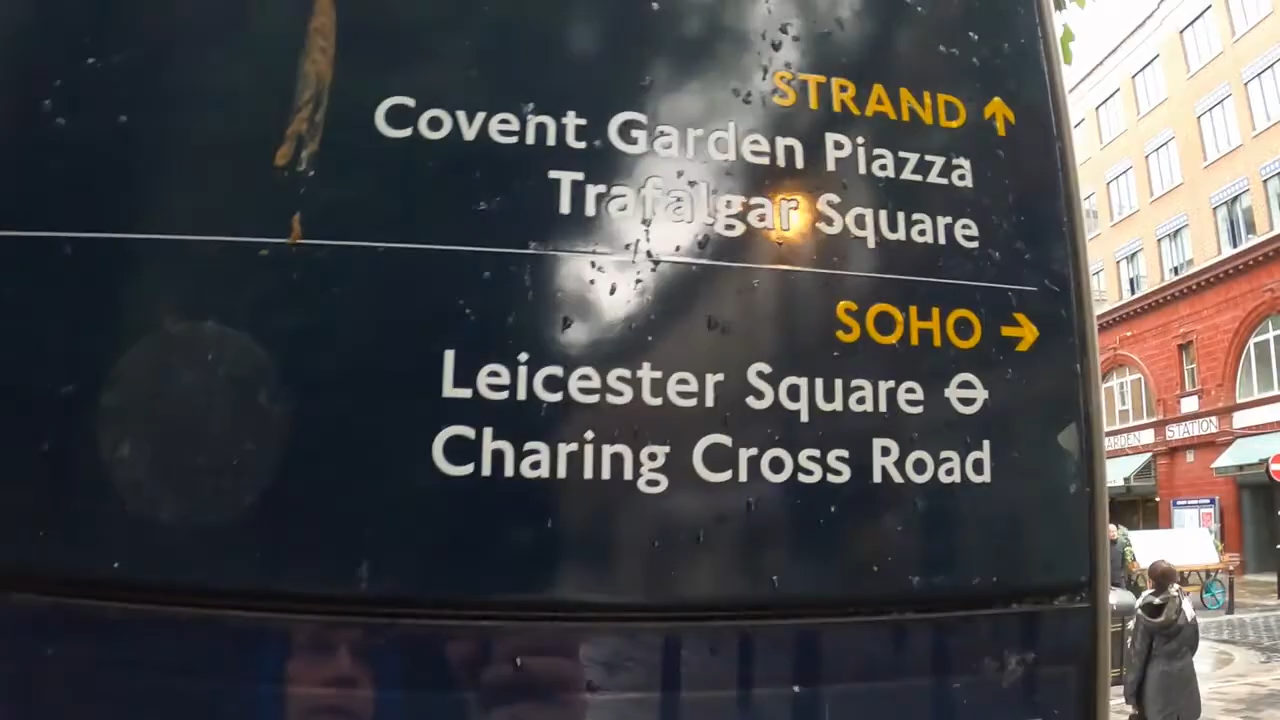 STRAND ↑
Covent Garden Piazza
Trafalgar Square
SOHO →
Leicester Square
Charing Cross Road
ARDEN STATION